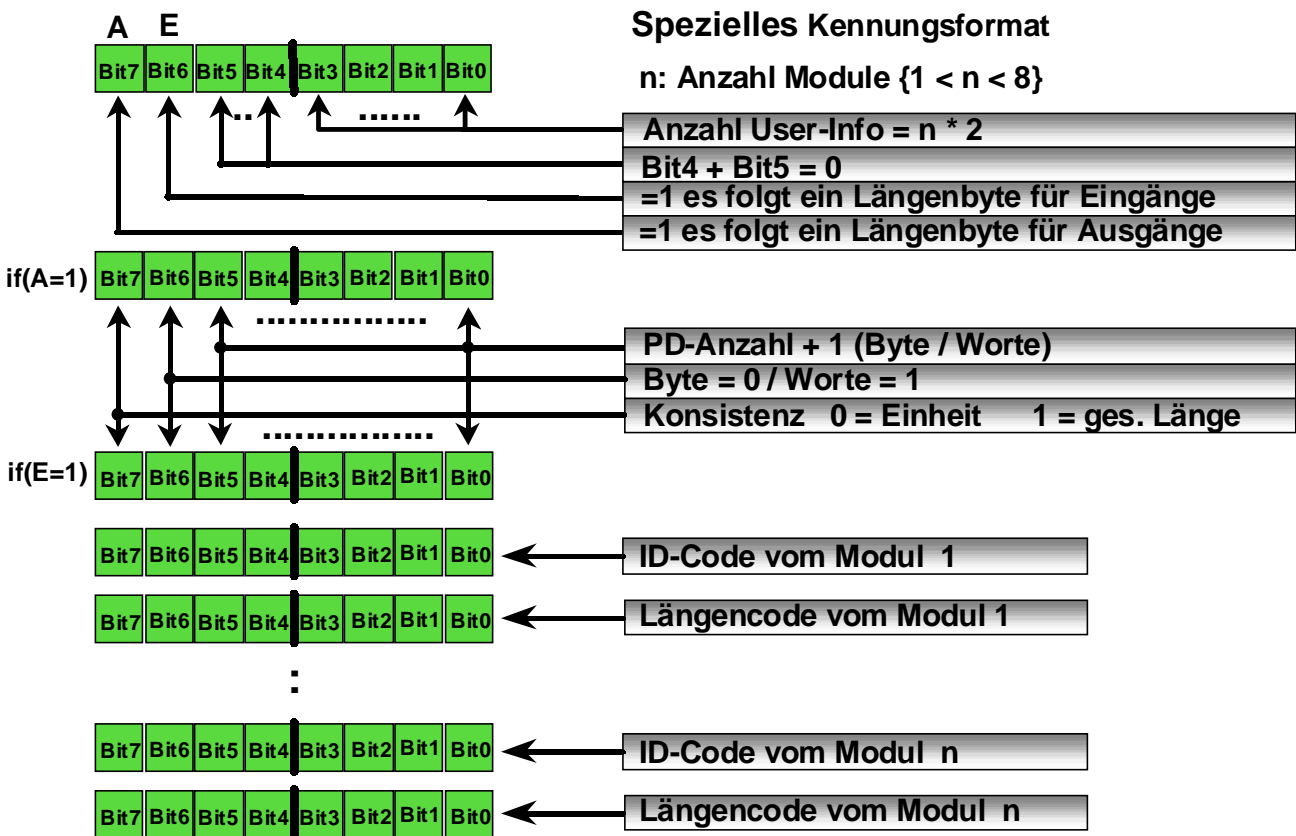 A E
Spezielles Kennungsformat
Bit7 Bit6 Bit5 Bit4 Bit3 Bit2 Bit1 Bit0
n: Anzahl Module {1 < n < 8}
Anzahl User-Info = n * 2
Bit4 + Bit5 = 0
=1 es folgt ein Längenbyte für Eingänge
=1 es folgt ein Längenbyte für Ausgänge
if(A=1) Bit7 Bit6 Bit5 Bit4 Bit3 Bit2 Bit1 Bit0
PD-Anzahl + 1 (Byte / Worte)
Byte = 0 / Worte = 1
Konsistenz 0 = Einheit 1 = ges. Länge
if(E=1) Bit7 Bit6 Bit5 Bit4 Bit3 Bit2 Bit1 Bit0
Bit7 Bit6 Bit5 Bit4 Bit3 Bit2 Bit1 Bit0 ID-Code vom Modul 1
Bit7 Bit6 Bit5 Bit4 Bit3 Bit2 Bit1 Bit0 Längencode vom Modul 1
:
Bit7 Bit6 Bit5 Bit4 Bit3 Bit2 Bit1 Bit0 ID-Code vom Modul n
Bit7 Bit6 Bit5 Bit4 Bit3 Bit2 Bit1 Bit0 Längencode vom Modul n